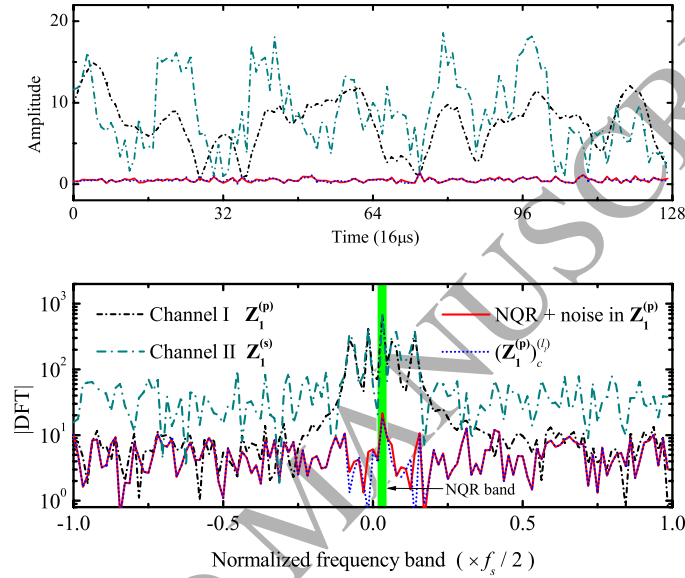 20
10
0
Amplitude
0 32 64 96 128
Time (16μs)
10³
10²
10¹
10⁰
|DFT|
Channel I Z₁⁽ᵖ⁾
Channel II Z₁⁽ˢ⁾
NQR + noise in Z₁⁽ᵖ⁾
(Z₁⁽ᵖ⁾)_c^(l_i)
NQR band
-1.0 -0.5 0.0 0.5 1.0
Normalized frequency band (×f_s/2)
MANUSCRI